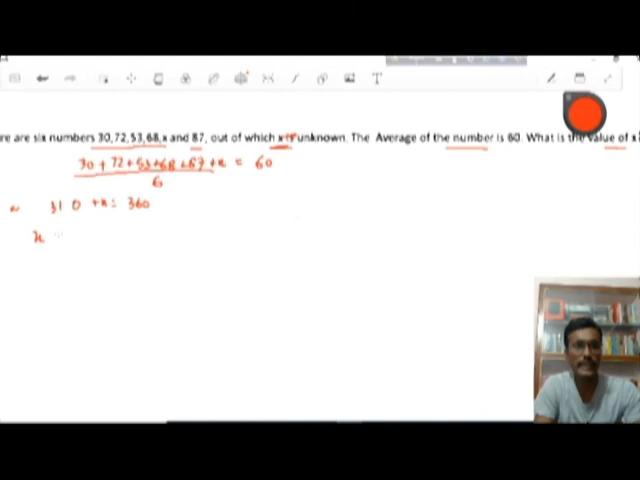 re are six numbers 30,72,53,68,x and 87, out of which x is unknown. The Average of the number is 60. What is the value of x
30 + 72 + 53 + 68 + 87 + x = 60
6
310 + x = 360
x
T